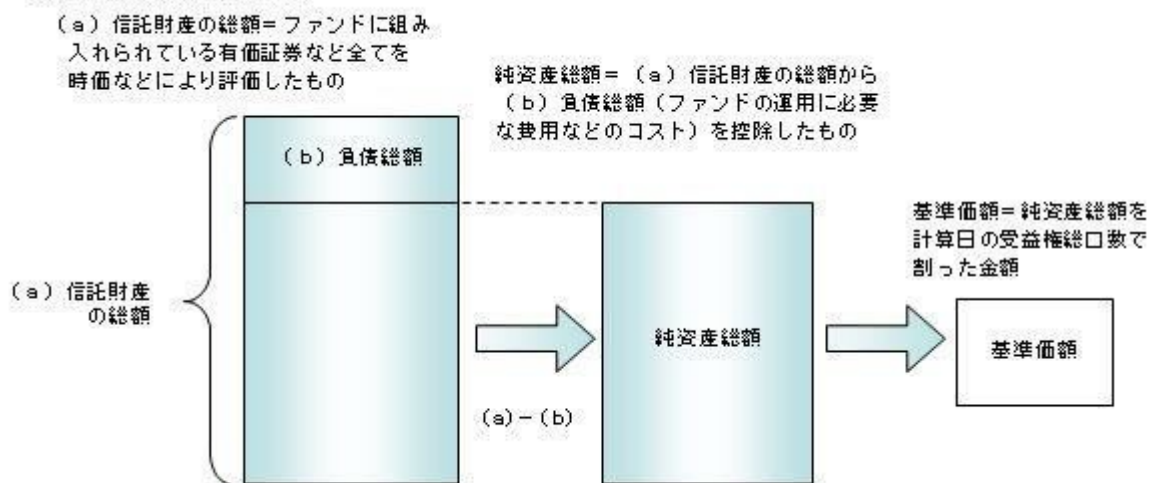 (a)信託財産の総額=ファンドに組み
入れられている有価証券など全てを
時価などにより評価したもの
純資産総額=(a)信託財産の総額から
(b)負債総額(ファンドの運用に必要
な費用などのコスト)を控除したもの
(b)負債総額
基準価額=純資産総額を
計算日の受益権総口数で
割った金額
(a)信託財産
の総額
純資産総額
基準価額
(a)-(b)